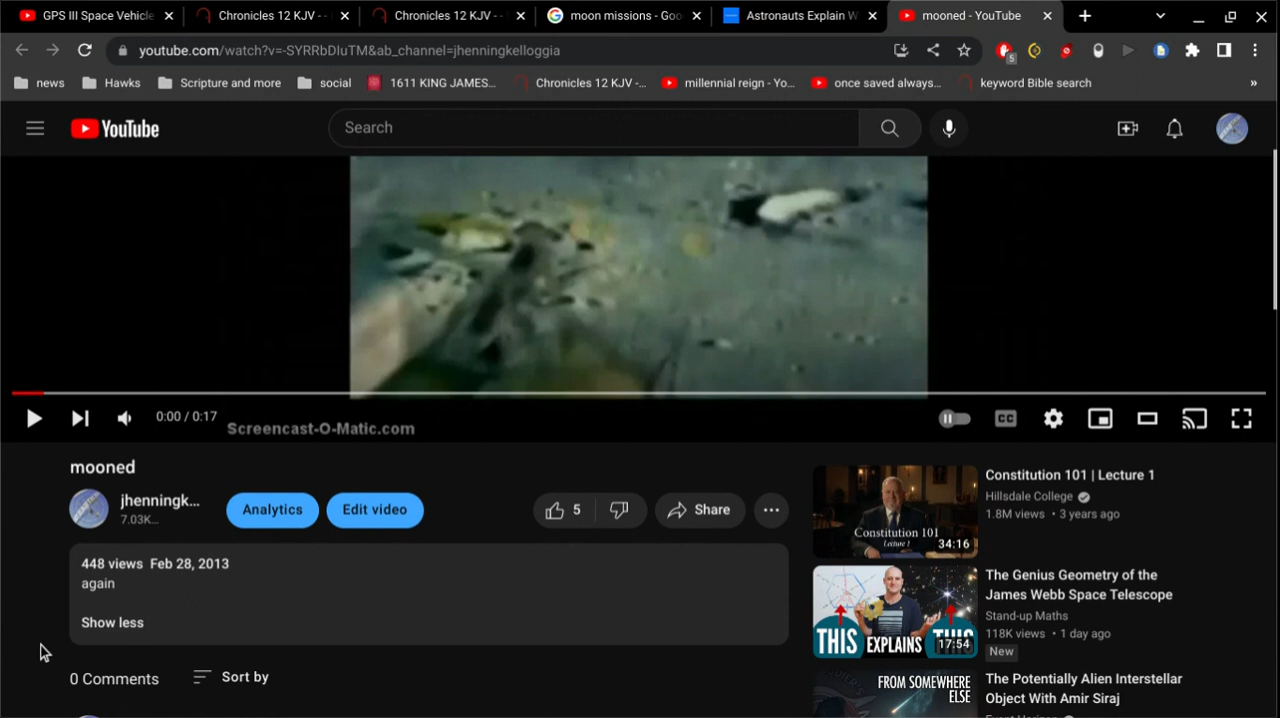 GPS III Space Vehicle
Chronicles 12 KJV - -
Chronicles 12 KJV - -
moon missions - Goo
Astronauts Explain W
mooned - YouTube
youtube.com/watch?v=-SYRRbDIuTM&ab_channel=jhenningkelloggia
5
news
Hawks
Scripture and more
social
1611 KING JAMES...
Chronicles 12 KJV -...
millennial reign - Yo...
once saved always...
keyword Bible search
»
YouTube
Search
0:00 / 0:17
Screencast-O-Matic.com
CC
mooned
jhenningk...
7.03K...
Analytics
Edit video
5
Share
448 views Feb 28, 2013
again
Show less
0 Comments
Sort by
Constitution 101
Lecture 1
34:16
Constitution 101 | Lecture 1
Hillsdale College
1.8M views • 3 years ago
THIS EXPLAINS THIS
17:54
The Genius Geometry of the
James Webb Space Telescope
Stand-up Maths
118K views • 1 day ago
New
FROM SOMEWHERE
ELSE
The Potentially Alien Interstellar
Object With Amir Siraj